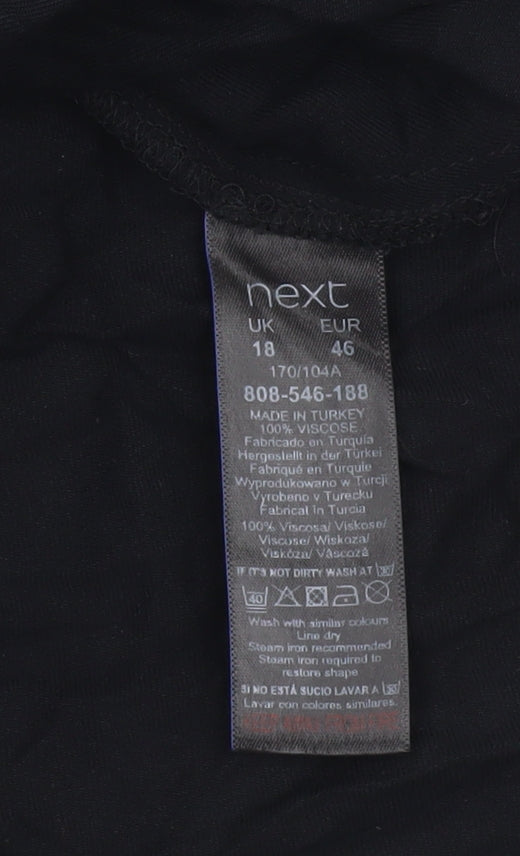 next
UK EUR
18 46
170/104A
808-546-188
MADE IN TURKEY
100% VISCOSE
Fabricado en Turquía
Hergestellt in der Türkei
Fabriqué en Turquie
Wyprodukowano w Turcji
Vyrobeno v Turecku
Fabricat în Turcia
100% Viscosa/ Viskose/
Viscose/ Wiskoza/
Viskóza/ Vâscoză
IF IT'S NOT DIRTY WASH AT 30
40
Wash with similar colours
Line dry
Steam iron recommended
Steam iron required to
restore shape
SI NO ESTÁ SUCIO LAVAR A 30
Lavar con colores similares.